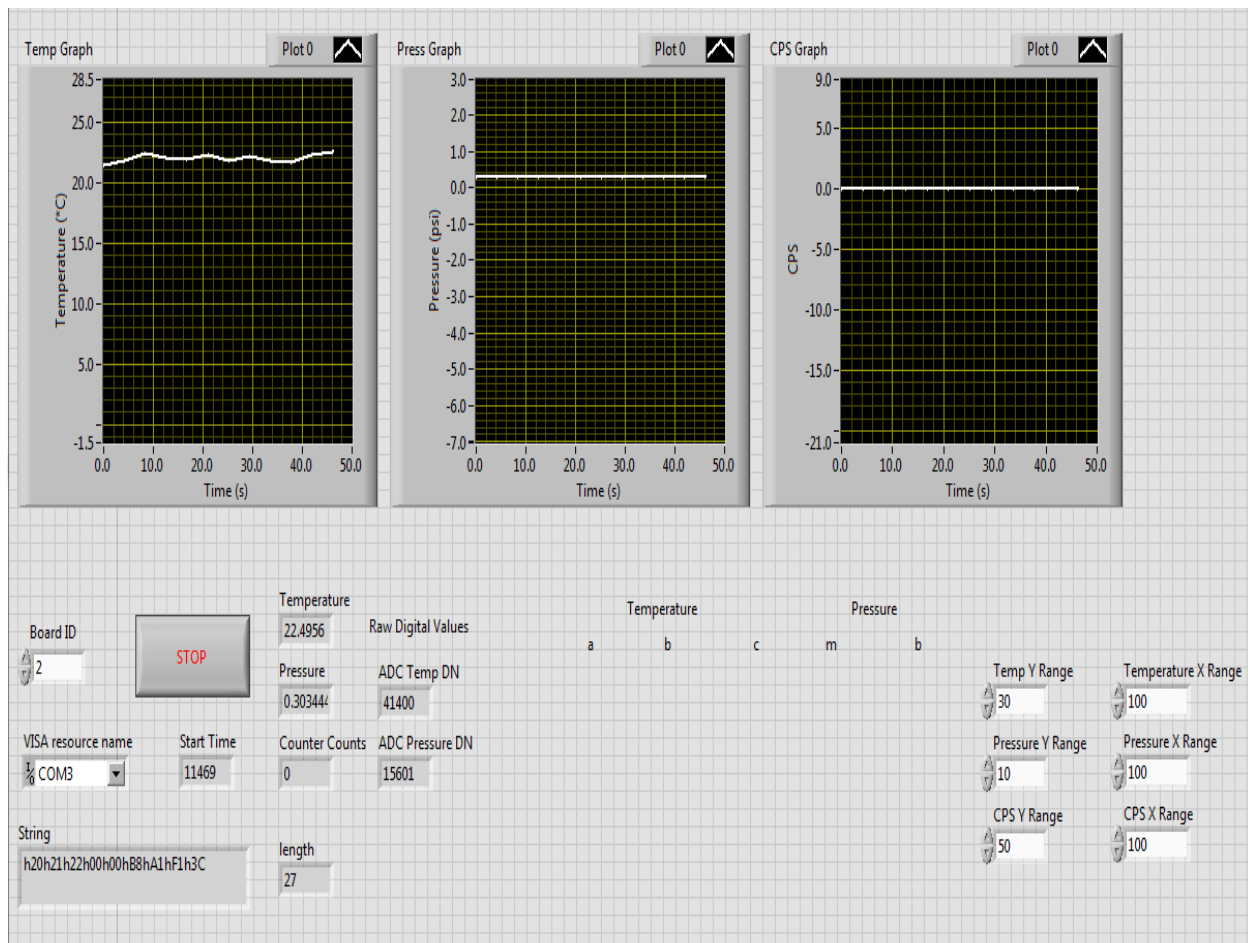 Temp Graph
Plot 0
28.5
25.0
20.0
15.0
10.0
5.0
-1.5
Temperature (*C)
0.0 10.0 20.0 30.0 40.0 50.0
Time (s)
Press Graph
Plot 0
3.0
2.0
1.0
0.0
-1.0
-2.0
-3.0
-4.0
-5.0
-6.0
-7.0
Pressure (psi)
0.0 10.0 20.0 30.0 40.0 50.0
Time (s)
CPS Graph
Plot 0
9.0
5.0
0.0
-5.0
-10.0
-15.0
-21.0
CPS
0.0 10.0 20.0 30.0 40.0 50.0
Time (s)
Board ID
2
STOP
Temperature
22.4956
Raw Digital Values
Pressure
0.303444
ADC Temp DN
41400
VISA resource name
COM3
Start Time
11469
Counter Counts
0
ADC Pressure DN
15601
String
h20h21h22h00h00hB8hA1hF1h3C
length
27
Temperature Pressure
a b c m b
Temp Y Range
30
Temperature X Range
100
Pressure Y Range
10
Pressure X Range
100
CPS Y Range
50
CPS X Range
100